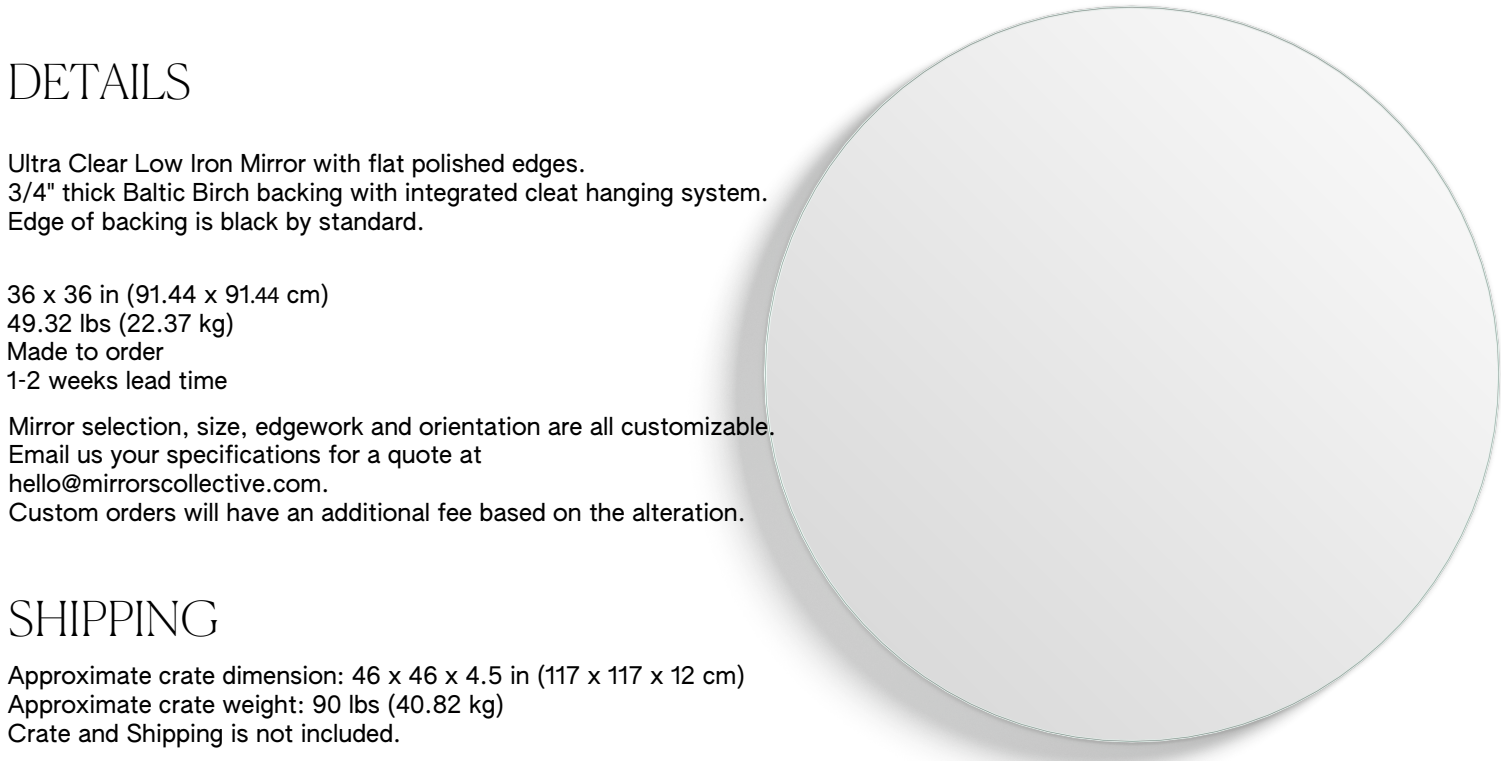 DETAILS
Ultra Clear Low Iron Mirror with flat polished edges.
3/4" thick Baltic Birch backing with integrated cleat hanging system.
Edge of backing is black by standard.
36 x 36 in (91.44 x 91.44 cm)
49.32 lbs (22.37 kg)
Made to order
1-2 weeks lead time
Mirror selection, size, edgework and orientation are all customizable.
Email us your specifications for a quote at
hello@mirrorscollective.com.
Custom orders will have an additional fee based on the alteration.
SHIPPING
Approximate crate dimension: 46 x 46 x 4.5 in (117 x 117 x 12 cm)
Approximate crate weight: 90 lbs (40.82 kg)
Crate and Shipping is not included.